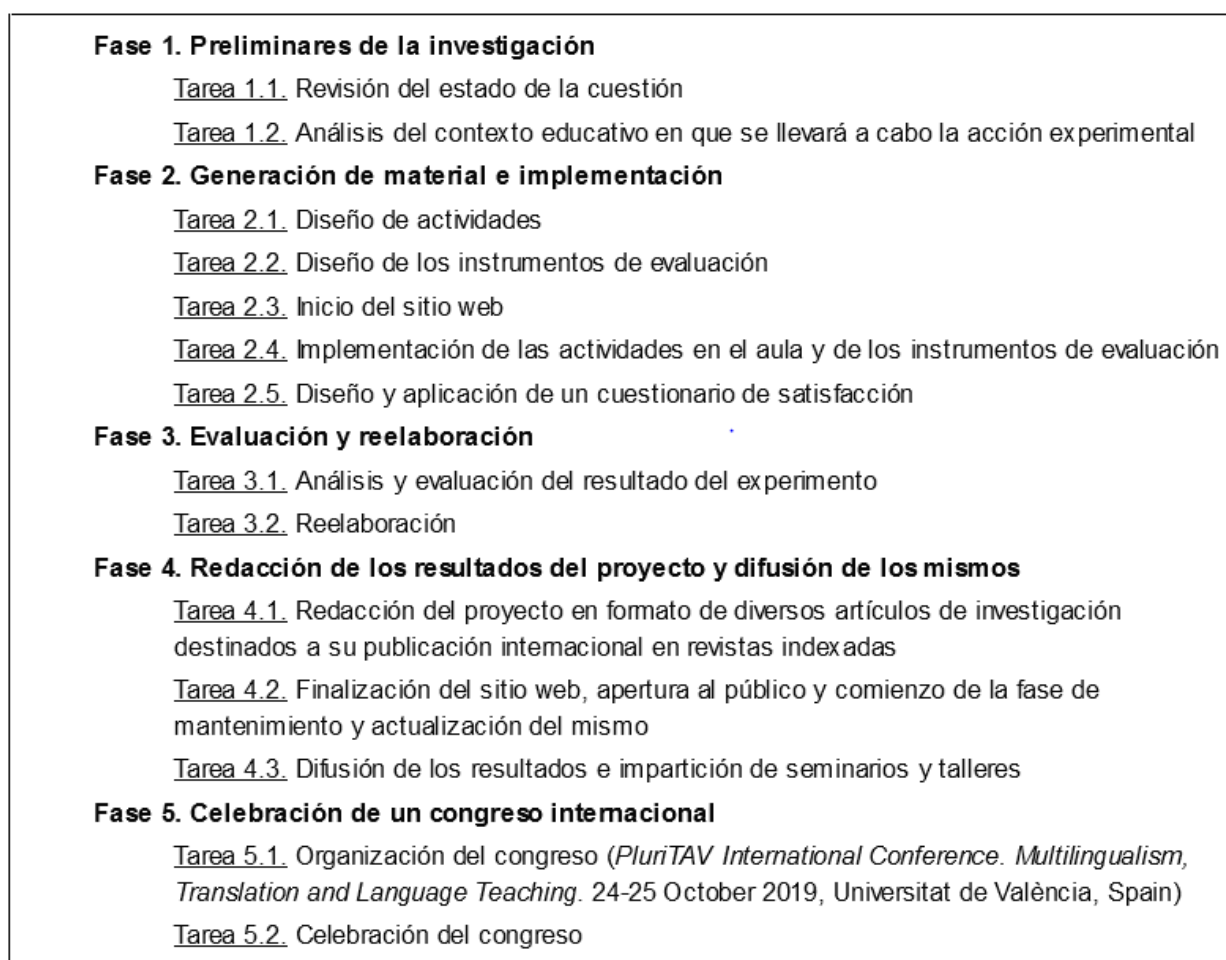 Fase 1. Preliminares de la investigación
Tarea 1.1. Revisión del estado de la cuestión
Tarea 1.2. Análisis del contexto educativo en que se llevará a cabo la acción experimental
Fase 2. Generación de material e implementación
Tarea 2.1. Diseño de actividades
Tarea 2.2. Diseño de los instrumentos de evaluación
Tarea 2.3. Inicio del sitio web
Tarea 2.4. Implementación de las actividades en el aula y de los instrumentos de evaluación
Tarea 2.5. Diseño y aplicación de un cuestionario de satisfacción
Fase 3. Evaluación y reelaboración
Tarea 3.1. Análisis y evaluación del resultado del experimento
Tarea 3.2. Reelaboración
Fase 4. Redacción de los resultados del proyecto y difusión de los mismos
Tarea 4.1. Redacción del proyecto en formato de diversos artículos de investigación
destinados a su publicación internacional en revistas indexadas
Tarea 4.2. Finalización del sitio web, apertura al público y comienzo de la fase de
mantenimiento y actualización del mismo
Tarea 4.3. Difusión de los resultados e impartición de seminarios y talleres
Fase 5. Celebración de un congreso internacional
Tarea 5.1. Organización del congreso (PluriTAV International Conference. Multilingualism,
Translation and Language Teaching. 24-25 October 2019, Universitat de València, Spain)
Tarea 5.2. Celebración del congreso